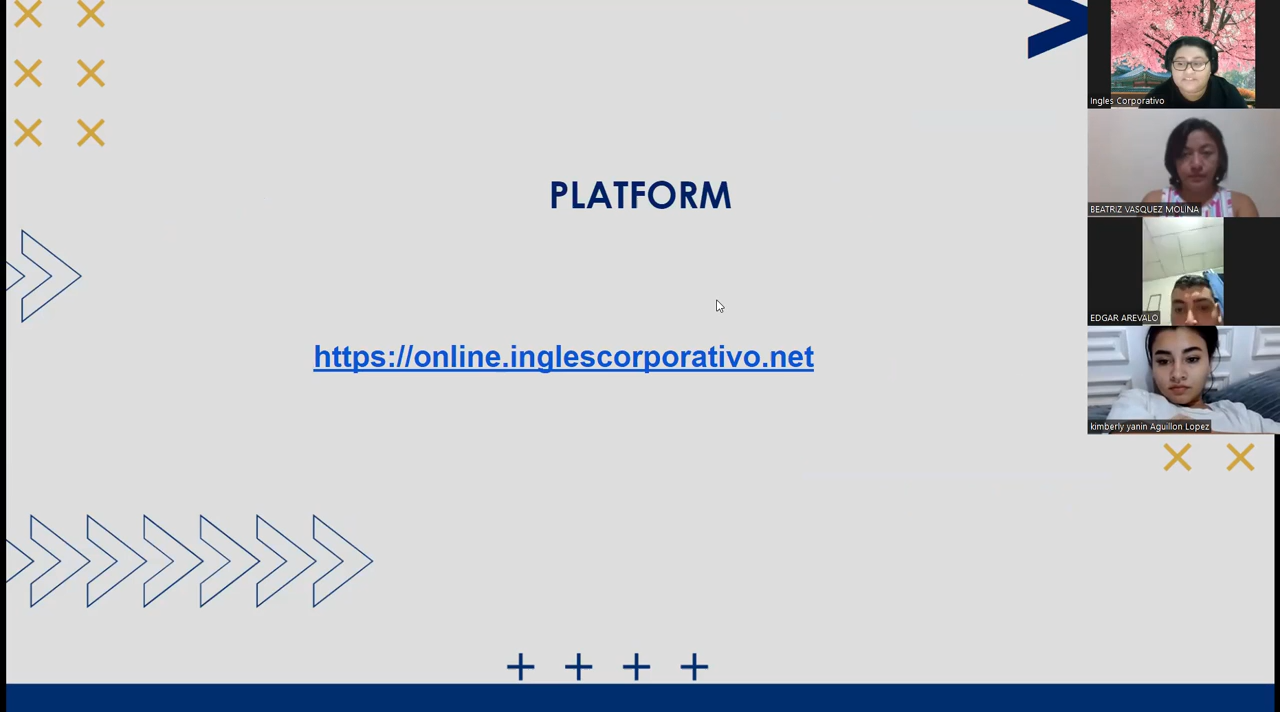 PLATFORM
https://online.inglescorporativo.net
Ingles Corporativo
BEATRIZ VASQUEZ MOLINA
EDGAR AREVALO
kimberly yanin Aguillon Lopez